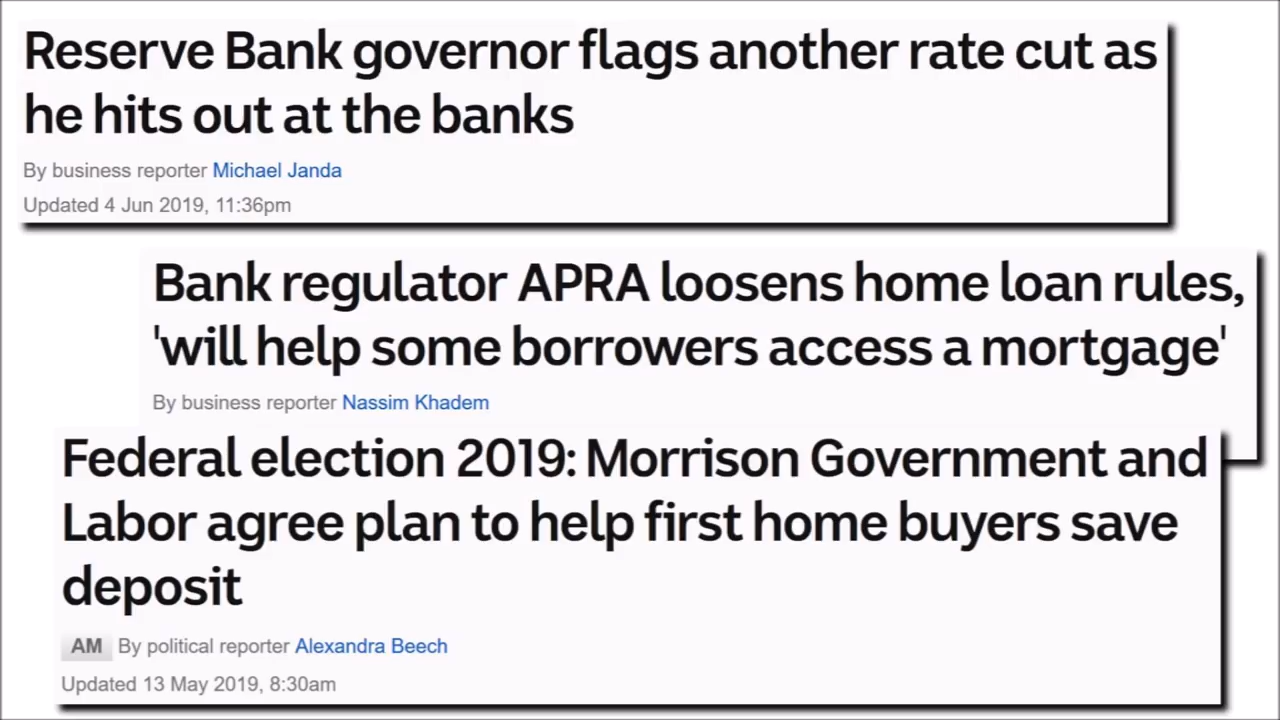 Reserve Bank governor flags another rate cut as
he hits out at the banks
By business reporter Michael Janda
Updated 4 Jun 2019, 11:36pm
Bank regulator APRA loosens home loan rules,
'will help some borrowers access a mortgage'
By business reporter Nassim Khadem
Federal election 2019: Morrison Government and
Labor agree plan to help first home buyers save
deposit
AM By political reporter Alexandra Beech
Updated 13 May 2019, 8:30am